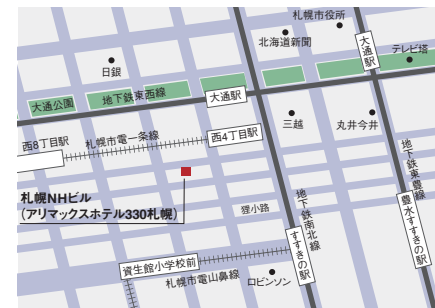 札幌市役所
北海道新聞
大通駅
テレビ塔
日銀
大通公園
地下鉄東西線
大通駅
西8丁目駅
札幌市電一条線
西4丁目駅
三越
丸井今井
札幌NHビル
（アリマックスホテル330札幌）
狸小路
地下鉄南北線
すすきの駅
地下鉄東豊線
豊水すすきの駅
資生館小学校前
札幌市電山鼻線
ロビンソン